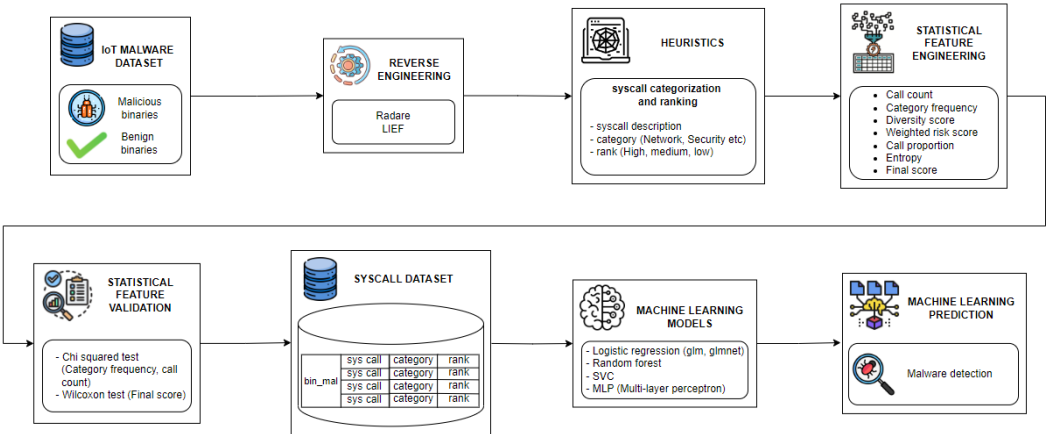 IoT MALWARE
DATASET
Malicious
binaries
Benign
binaries
REVERSE
ENGINEERING
Radare
LIEF
HEURISTICS
syscall categorization
and ranking
- syscall description
- category (Network, Security etc)
- rank (High, medium, low)
STATISTICAL
FEATURE
ENGINEERING
• Call count
• Category frequency
• Diversity score
• Weighted risk score
• Call proportion
• Entropy
• Final score
STATISTICAL
FEATURE
VALIDATION
- Chi squared test
(Category frequency, call
count)
- Wilcoxon test (Final score)
SYSCALL DATASET
bin_mal
sys call category rank
sys call category rank
sys call category rank
sys call category rank
MACHINE LEARNING
MODELS
- Logistic regression (glm, glmnet)
- Random forest
- SVC
- MLP (Multi-layer perceptron)
MACHINE LEARNING
PREDICTION
Malware detection